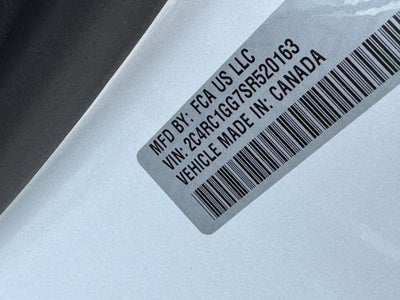 MFD BY: FCA US LLC
VIN: 2C4RC1GG7SR520163
VEHICLE MADE IN: CANADA